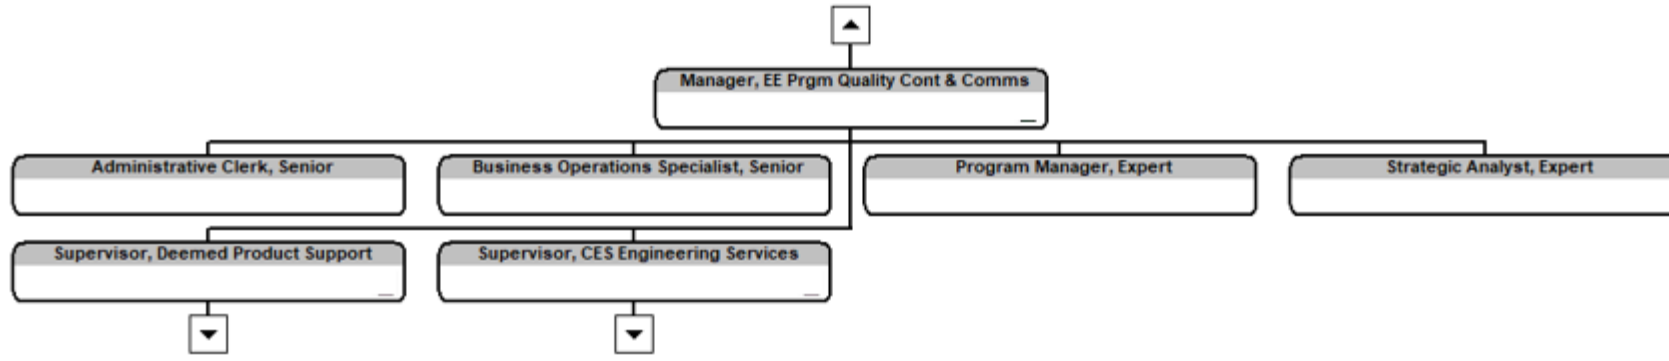 Manager, EE Prgm Quality Cont & Comms
Administrative Clerk, Senior
Business Operations Specialist, Senior
Program Manager, Expert
Strategic Analyst, Expert
Supervisor, Deemed Product Support
Supervisor, CES Engineering Services